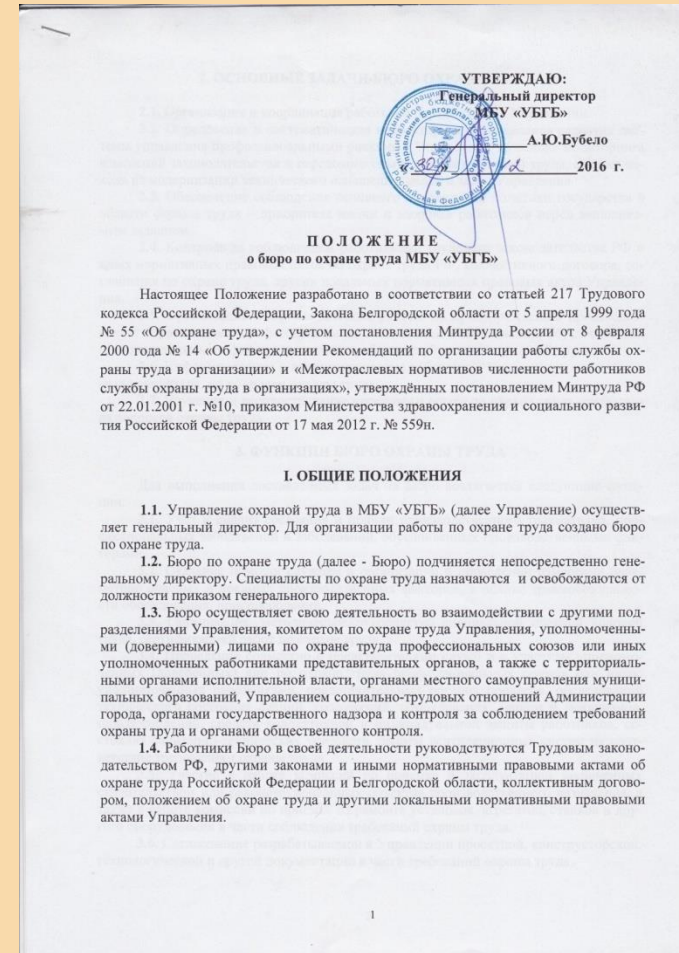 УТВЕРЖДАЮ:
Генеральный директор
МБУ «УБГБ»
А.Ю.Бубело
« 30 » 12 2016 г.
П О Л О Ж Е Н И Е
о бюро по охране труда МБУ «УБГБ»
Настоящее Положение разработано в соответствии со статьей 217 Трудового
кодекса Российской Федерации, Закона Белгородской области от 5 апреля 1999 года
№ 55 «Об охране труда», с учетом постановления Минтруда России от 8 февраля
2000 года № 14 «Об утверждении Рекомендаций по организации работы службы ох-
раны труда в организации» и «Межотраслевых нормативов численности работников
службы охраны труда в организациях», утверждённых постановлением Минтруда РФ
от 22.01.2001 г. №10, приказом Министерства здравоохранения и социального разви-
тия Российской Федерации от 17 мая 2012 г. № 559н.
I. ОБЩИЕ ПОЛОЖЕНИЯ
1.1. Управление охраной труда в МБУ «УБГБ» (далее Управление) осуществ-
ляет генеральный директор. Для организации работы по охране труда создано бюро
по охране труда.
1.2. Бюро по охране труда (далее - Бюро) подчиняется непосредственно гене-
ральному директору. Специалисты по охране труда назначаются и освобождаются от
должности приказом генерального директора.
1.3. Бюро осуществляет свою деятельность во взаимодействии с другими под-
разделениями Управления, комитетом по охране труда Управления, уполномоченны-
ми (доверенными) лицами по охране труда профессиональных союзов или иных
уполномоченных работниками представительных органов, а также с территориаль-
ными органами исполнительной власти, органами местного самоуправления муници-
пальных образований, Управлением социально-трудовых отношений Администрации
города, органами государственного надзора и контроля за соблюдением требований
охраны труда и органами общественного контроля.
1.4. Работники Бюро в своей деятельности руководствуются Трудовым законо-
дательством РФ, другими законами и иными нормативными правовыми актами об
охране труда Российской Федерации и Белгородской области, коллективным догово-
ром, положением об охране труда и другими локальными нормативными правовыми
актами Управления.
1